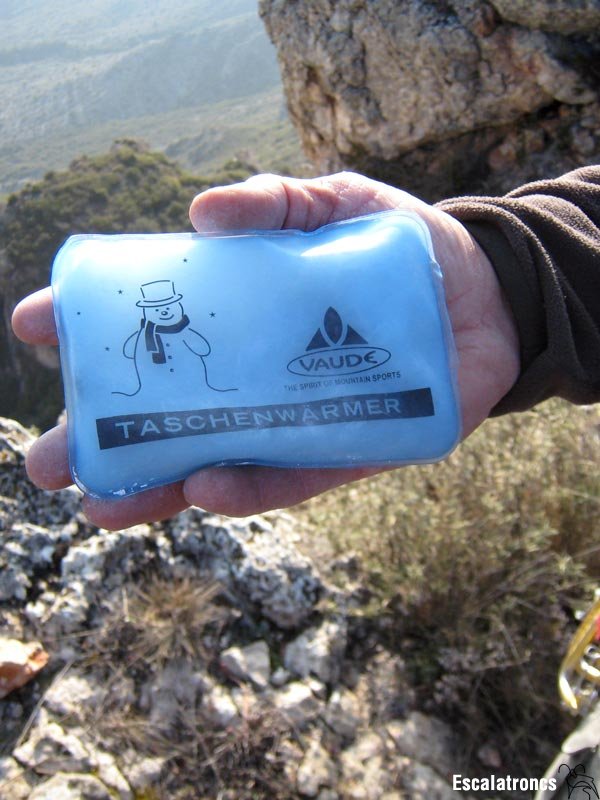 VAUDE
THE SPIRIT OF MOUNTAIN SPORTS
TASCHENWÄRMER
Escalatroncs